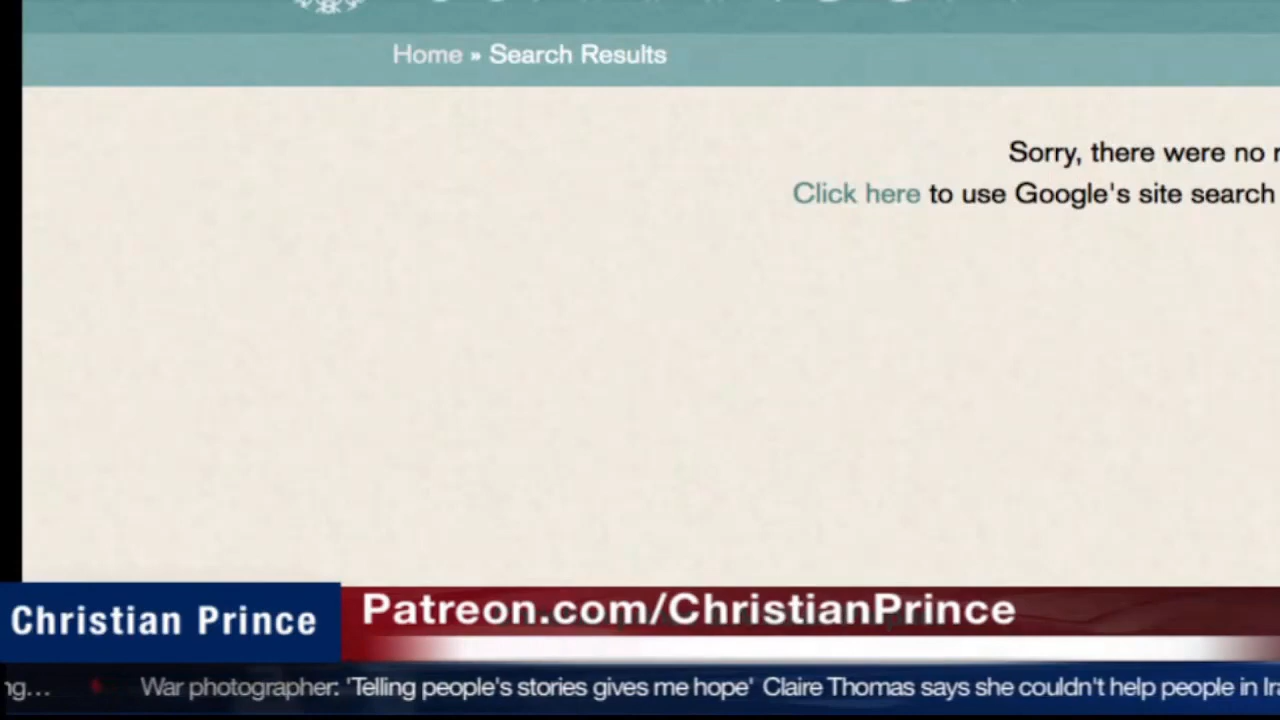 Home » Search Results
Sorry, there were no
Click here to use Google's site search
Christian Prince
Patreon.com/ChristianPrince
War photographer: 'Telling people's stories gives me hope' Claire Thomas says she couldn't help people in